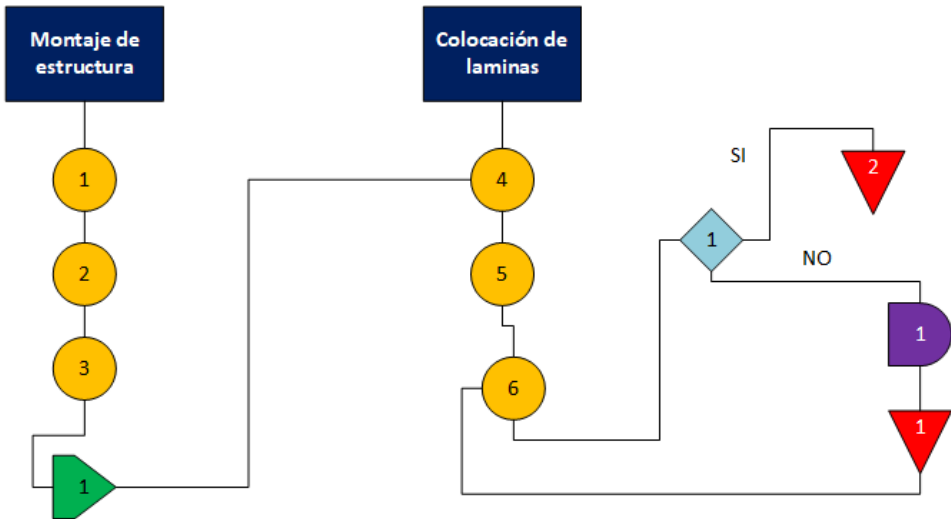 Montaje de
estructura
Colocación de
laminas
1
4
SI
2
1
2
5
NO
1
3
6
1
1